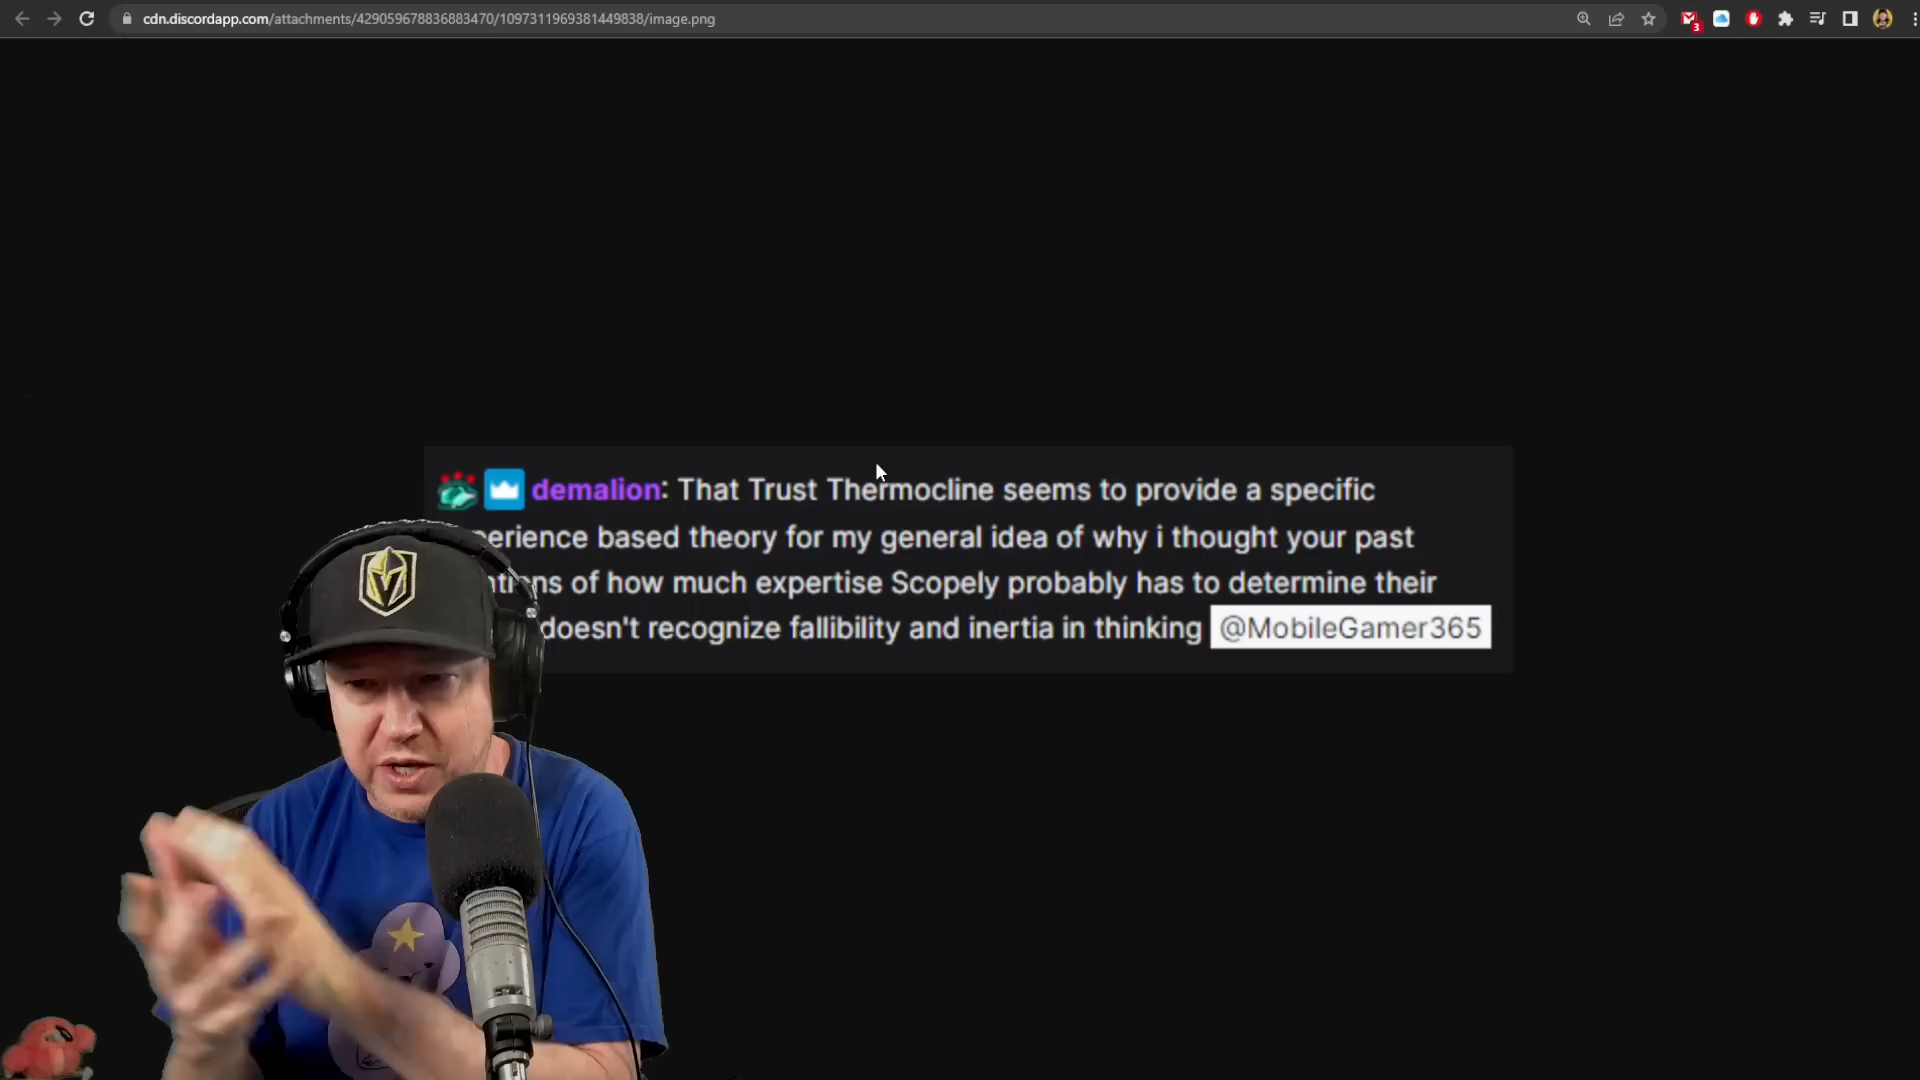 cdn.discordapp.com/attachments/429059678836883470/1097311969381449838/image.png
3
demalion: That Trust Thermocline seems to provide a specific
perience based theory for my general idea of why i thought your past
of how much expertise Scopely probably has to determine their
doesn't recognize fallibility and inertia in thinking @MobileGamer365